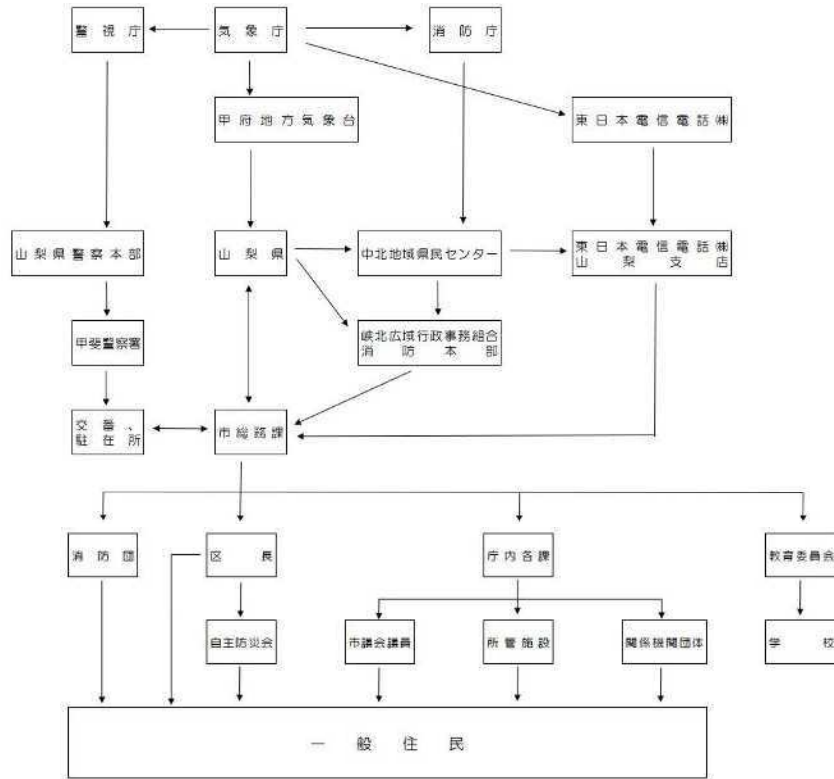 警視庁
気象庁
消防庁
甲府地方気象台
東日本電信電話㈱
山梨県警察本部
山梨県
中北地域県民センター
東日本電信電話㈱
山梨支店
甲斐警察署
峡北広域行政事務組合
消防本部
交番、
駐在所
市総務課
消防団
区長
庁内各課
教育委員会
自主防災会
市議会議員
所管施設
関係機関団体
学校
一般住民